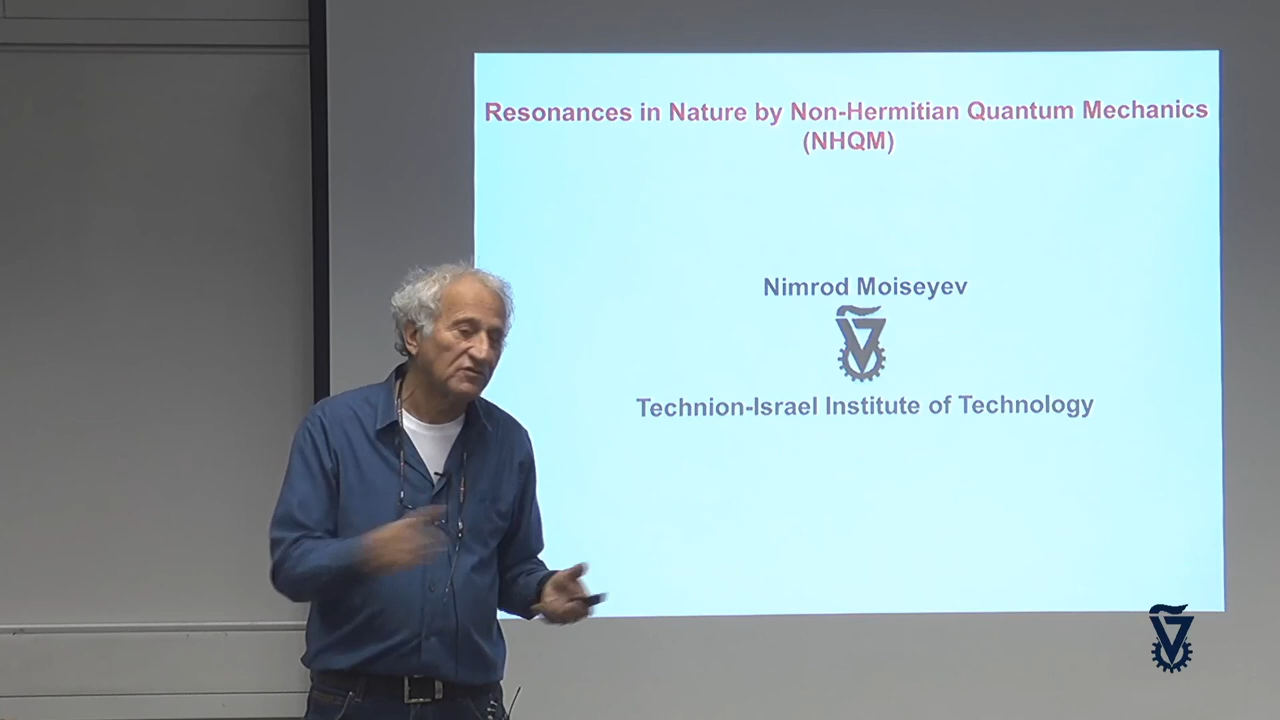 Resonances in Nature by Non-Hermitian Quantum Mechanics
(NHQM)
Nimrod Moiseyev
Technion-Israel Institute of Technology